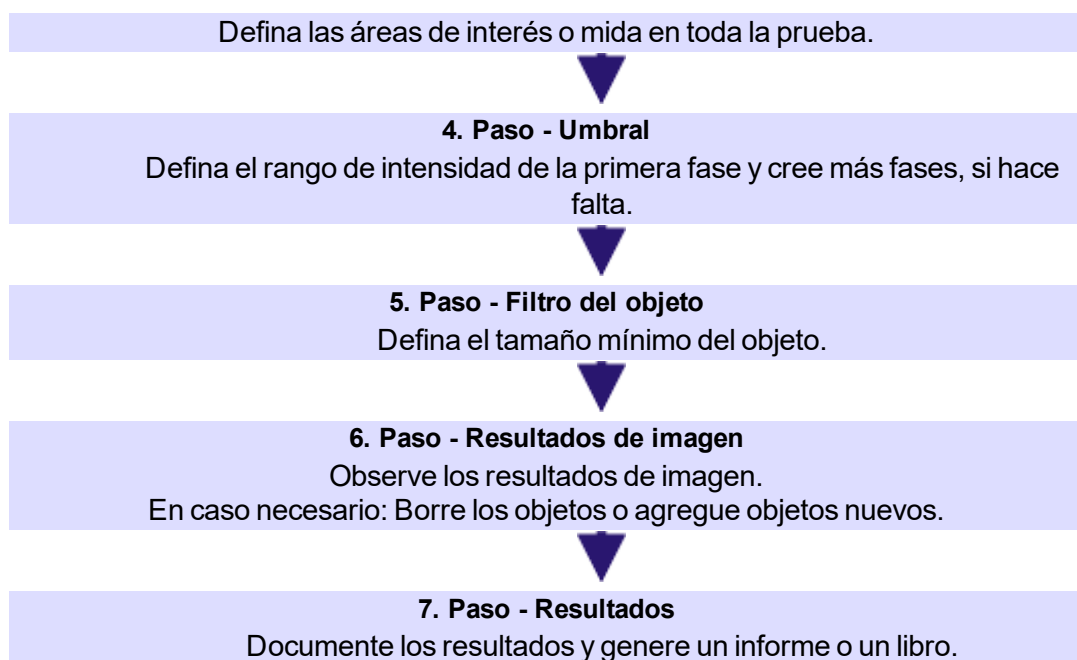 Defina las áreas de interés o mida en toda la prueba.
4. Paso - Umbral
Defina el rango de intensidad de la primera fase y cree más fases, si hace
falta.
5. Paso - Filtro del objeto
Defina el tamaño mínimo del objeto.
6. Paso - Resultados de imagen
Observe los resultados de imagen.
En caso necesario: Borre los objetos o agregue objetos nuevos.
7. Paso - Resultados
Documente los resultados y genere un informe o un libro.